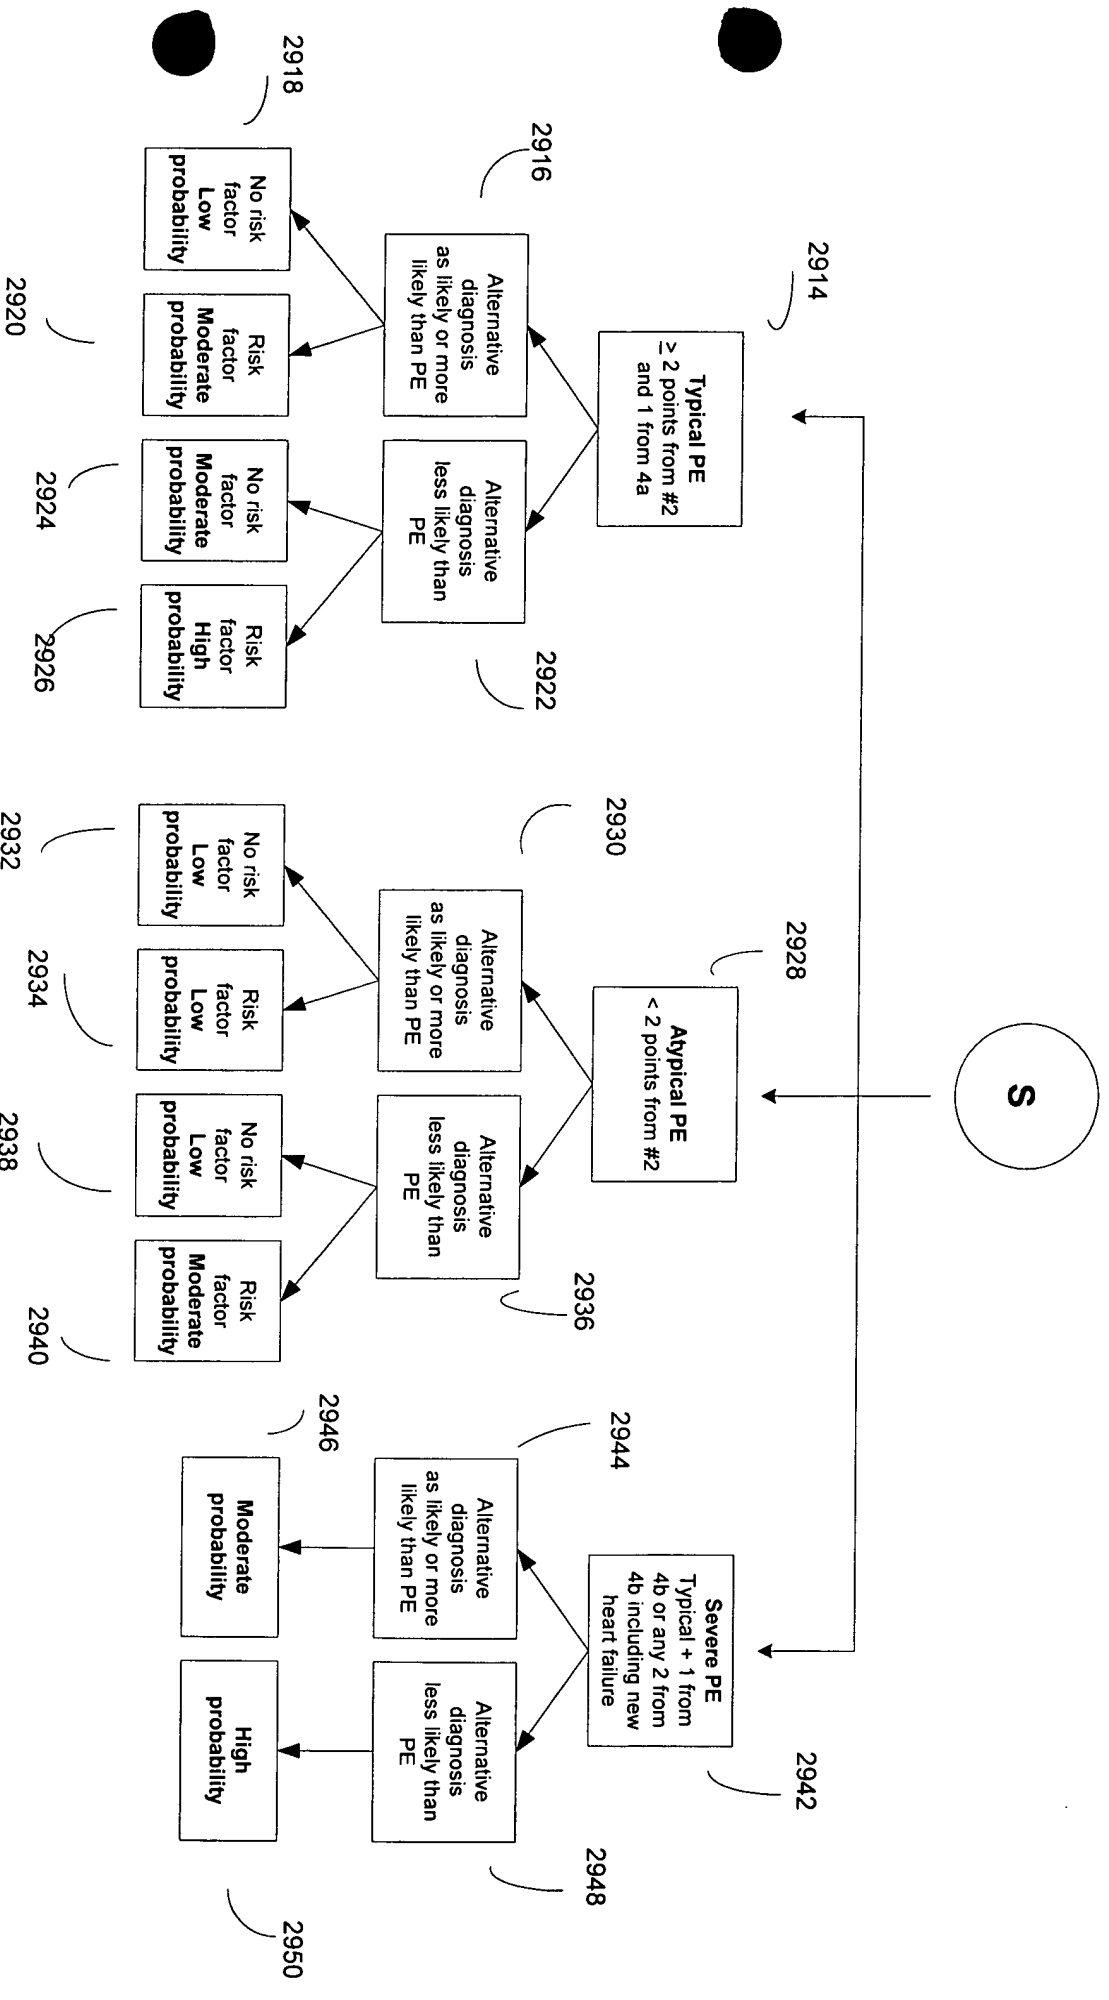 S
2914
Typical PE
≥ 2 points from #2
and 1 from 4a
2928
Atypical PE
< 2 points from #2
Severe PE
Typical + 1 from
4b or any 2 from
4b including new
heart failure
2942
2916
Alternative
diagnosis
as likely or more
likely than PE
Alternative
diagnosis
less likely than
PE
2922
2930
Alternative
diagnosis
as likely or more
likely than PE
Alternative
diagnosis
less likely than
PE
2936
2944
Alternative
diagnosis
as likely or more
likely than PE
Alternative
diagnosis
less likely than
PE
2948
2918
No risk
factor
Low
probability
Risk
factor
Moderate
probability
No risk
factor
Moderate
probability
Risk
factor
High
probability
No risk
factor
Low
probability
Risk
factor
Low
probability
No risk
factor
Low
probability
Risk
factor
Moderate
probability
2946
Moderate
probability
High
probability
2950
2920
2924
2926
2932
2934
2938
2940